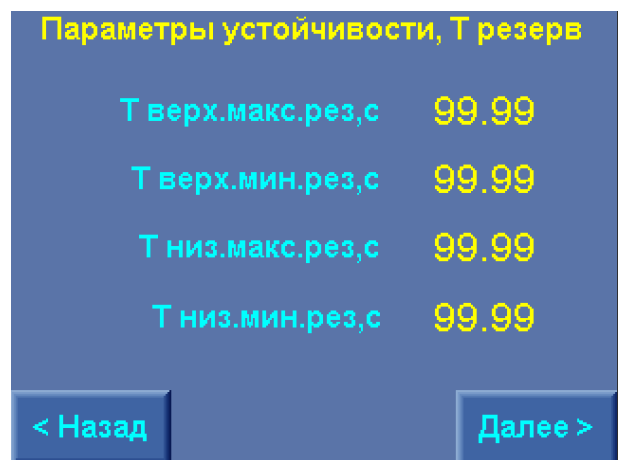 Параметры устойчивости, Т резерв
Т верх.макс.рез,с 99.99
Т верх.мин.рез,с 99.99
Т низ.макс.рез,с 99.99
Т низ.мин.рез,с 99.99
< Назад Далее >